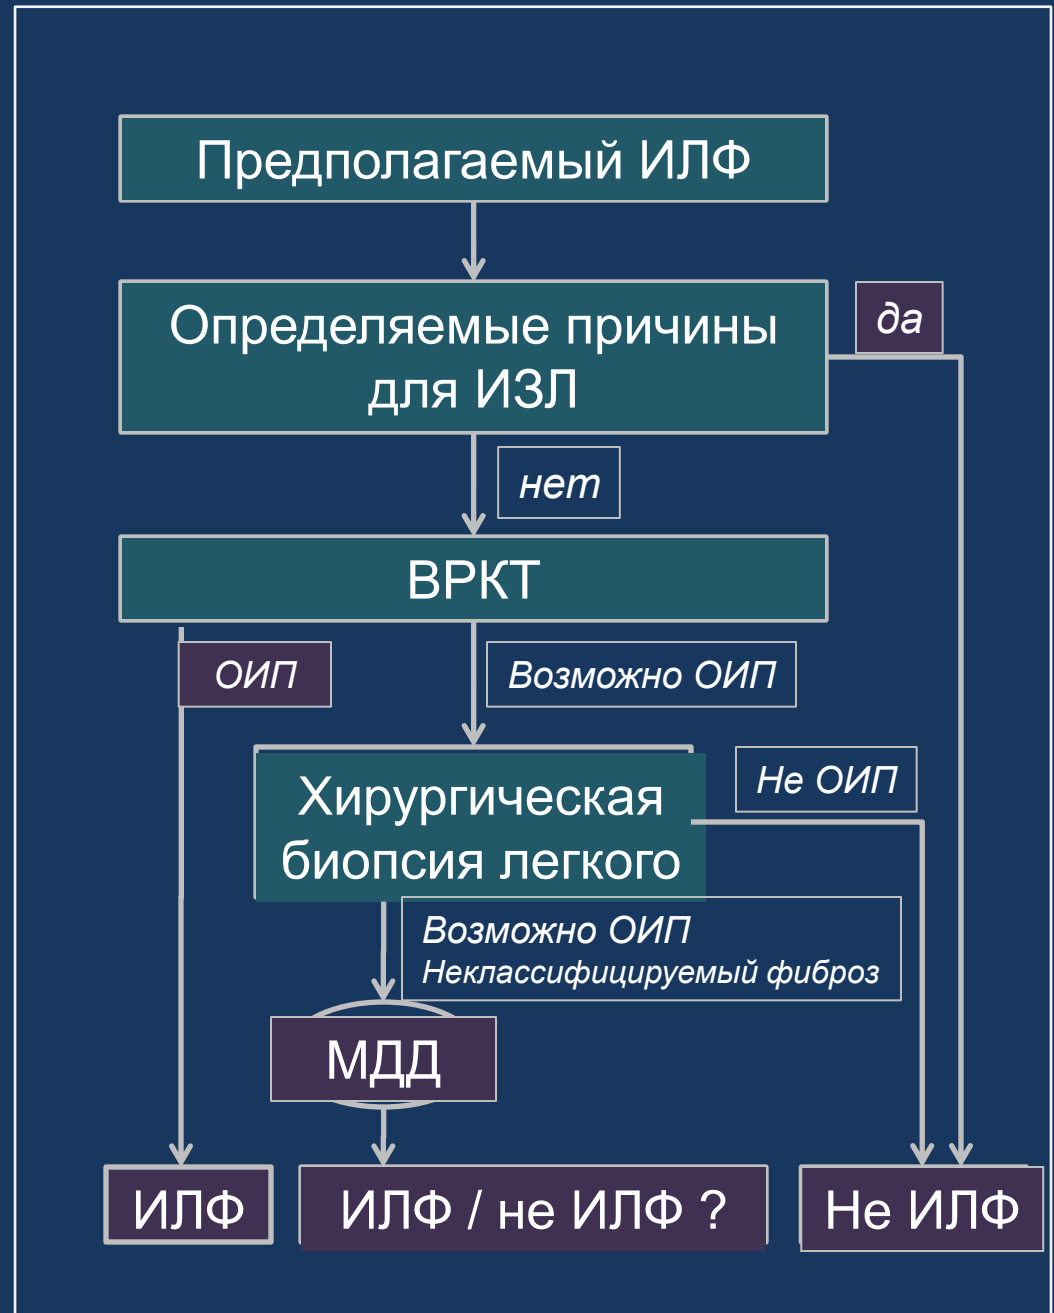 Предполагаемый ИЛФ
Определяемые причины
для ИЗЛ
да
нет
ВРКТ
ОИП
Возможно ОИП
Хирургическая
биопсия легкого
Не ОИП
Возможно ОИП
Неклассифицируемый фиброз
МДД
ИЛФ
ИЛФ / не ИЛФ ?
Не ИЛФ